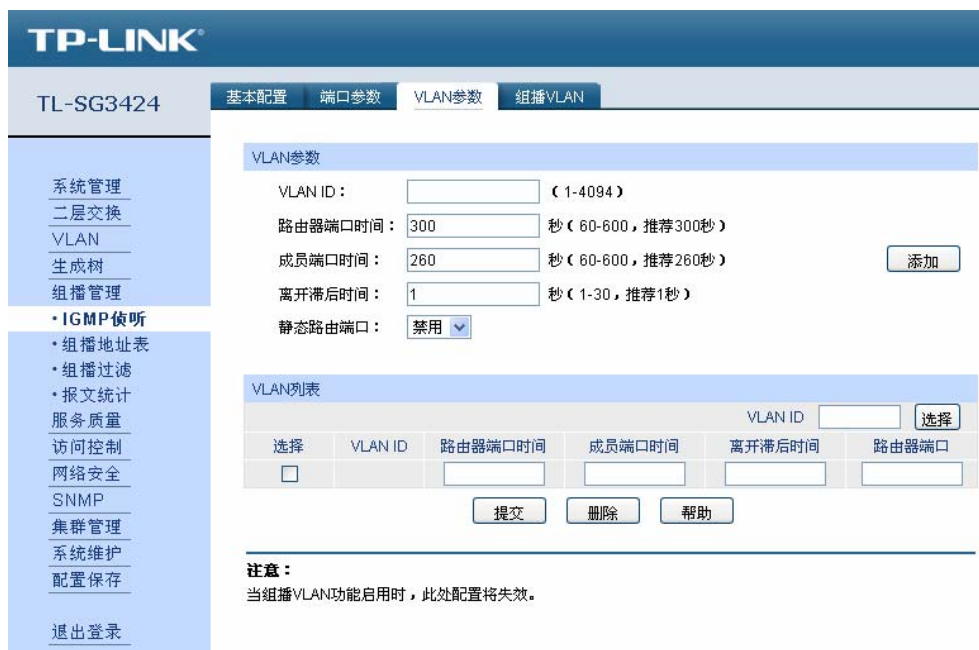 TP-LINK®
TL-SG3424
基本配置 端口参数 VLAN参数 组播VLAN
系统管理
二层交换
VLAN
生成树
组播管理
·IGMP侦听
·组播地址表
·组播过滤
·报文统计
服务质量
访问控制
网络安全
SNMP
集群管理
系统维护
配置保存
退出登录
VLAN参数
VLAN ID： （1-4094）
路由器端口时间： 300 秒（60-600，推荐300秒）
成员端口时间： 260 秒（60-600，推荐260秒） 添加
离开滞后时间： 1 秒（1-30，推荐1秒）
静态路由端口： 禁用
VLAN列表
VLAN ID 选择
选择 VLAN ID 路由器端口时间 成员端口时间 离开滞后时间 路由器端口
提交 删除 帮助
注意：
当组播VLAN功能启用时，此处配置将失效。